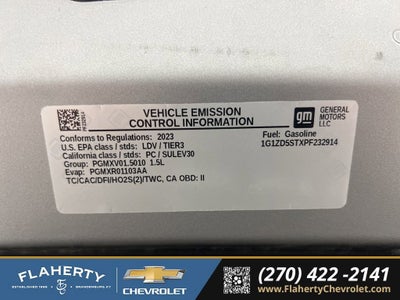 VEHICLE EMISSION
CONTROL INFORMATION
gm
GENERAL
MOTORS
LLC
Conforms to Regulations: 2023
U.S. EPA class / stds: LDV / TIER3
California class / stds: PC / SULEV30
Group: PGMXV01.5010 1.5L
Evap: PGMXR01103AA
TC/CAC/DFI/HO2S(2)/TWC, CA OBD: II
Fuel: Gasoline
1G1ZD5STXPF232914
FLAHERTY
CHEVROLET
(270) 422-2141
www.FlahertyChevrolet.com